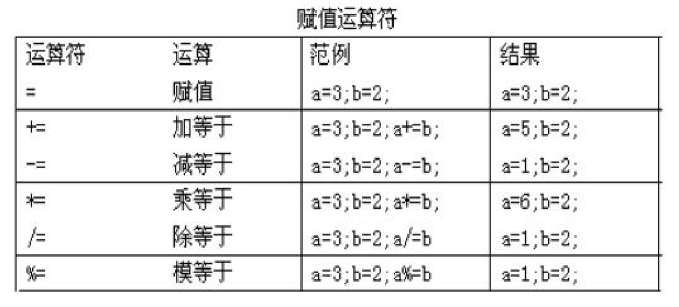 赋值运算符
运算符 运算 范例 结果
= 赋值 a=3;b=2; a=3;b=2;
+= 加等于 a=3;b=2;a+=b; a=5;b=2;
-= 减等于 a=3;b=2;a-=b; a=1;b=2;
*= 乘等于 a=3;b=2;a*=b; a=6;b=2;
/= 除等于 a=3;b=2;a/=b a=1;b=2;
%= 模等于 a=3;b=2;a%=b a=1;b=2;